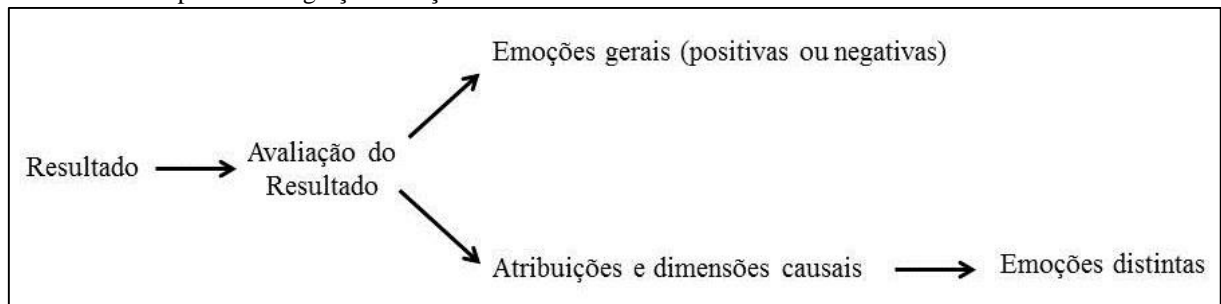 Emoções gerais (positivas ou negativas)
Resultado
Avaliação do
Resultado
Atribuições e dimensões causais
Emoções distintas